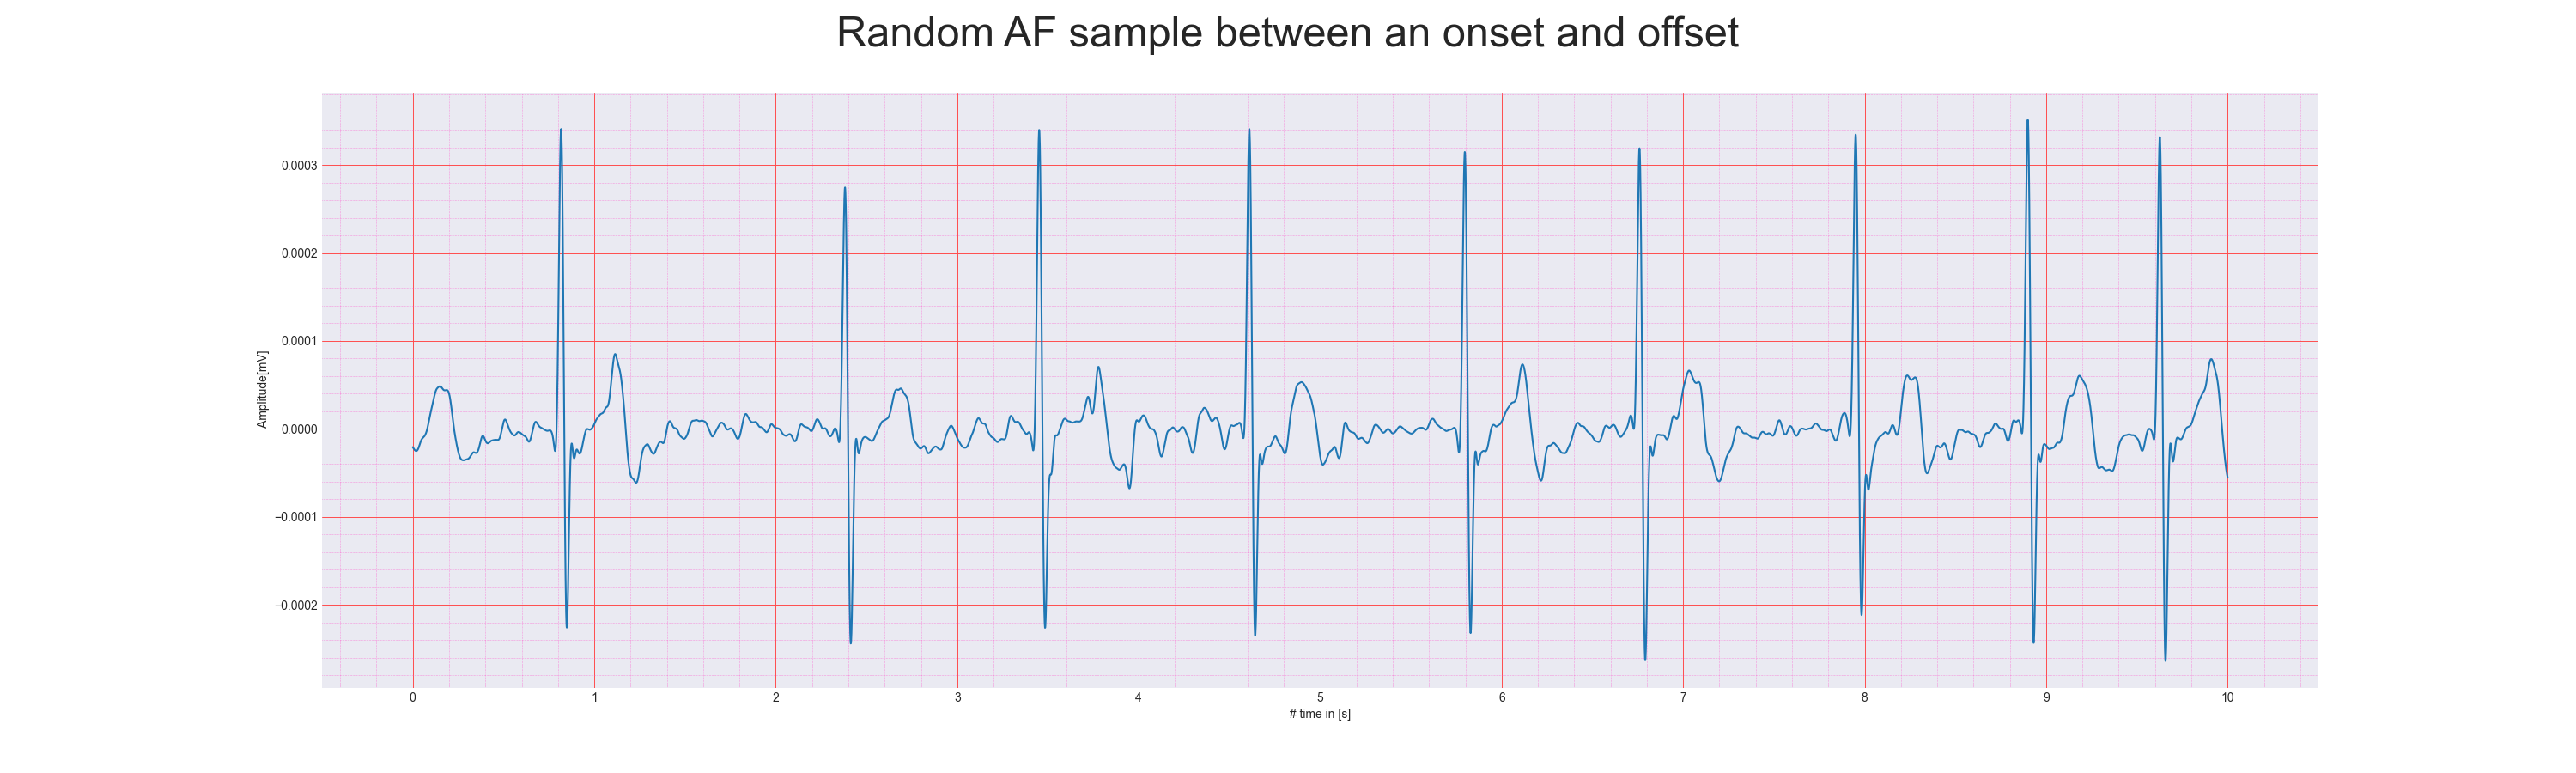 Random AF sample between an onset and offset
0.0003
0.0002
0.0001
0.0000
−0.0001
−0.0002
Amplitude[mV]
0 1 2 3 4 5 6 7 8 9 10
# time in [s]